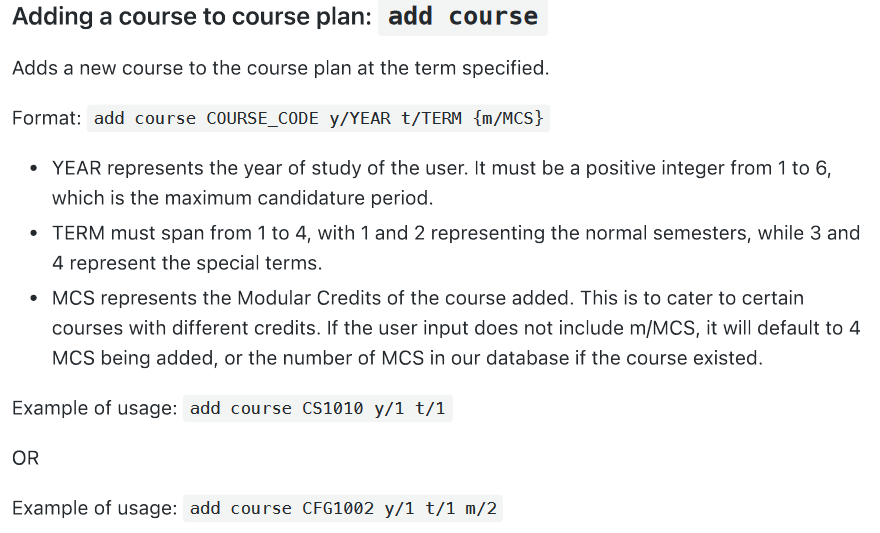 Adding a course to course plan: add course
Adds a new course to the course plan at the term specified.
Format: add course COURSE_CODE y/YEAR t/TERM {m/MCS}
• YEAR represents the year of study of the user. It must be a positive integer from 1 to 6,
which is the maximum candidature period.
• TERM must span from 1 to 4, with 1 and 2 representing the normal semesters, while 3 and
4 represent the special terms.
• MCS represents the Modular Credits of the course added. This is to cater to certain
courses with different credits. If the user input does not include m/MCS, it will default to 4
MCS being added, or the number of MCS in our database if the course existed.
Example of usage: add course CS1010 y/1 t/1
OR
Example of usage: add course CFG1002 y/1 t/1 m/2